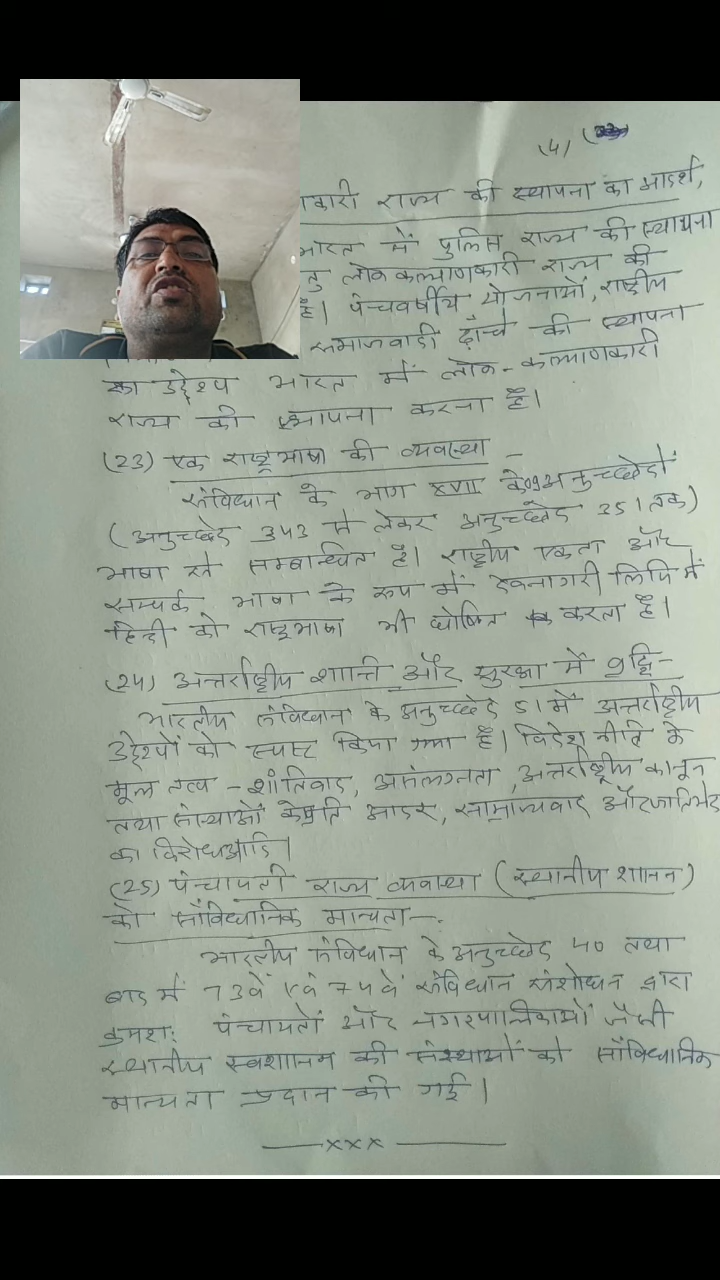 (4)
कारी राज्य की स्थापना का आदर्श,
भारत में पुलिस राज्य की स्थापना
तु लोक कल्याणकारी राज्य की
है। पंचवर्षीय योजनाओं, राष्ट्रीय
समाजवादी ढाँचे की स्थापना
का उद्देश्य भारत में लोक-कल्याणकारी
राज्य की स्थापना करना है।
(23) एक राष्ट्रभाषा की व्यवस्था -
संविधान के भाग XVII के 09 अनुच्छेदों
(अनुच्छेद 343 से लेकर अनुच्छेद 351 तक)
भाषा से सम्बन्धित है। राष्ट्रीय एकता और
सम्पर्क भाषा के रूप में देवनागरी लिपि में
हिन्दी को राष्ट्रभाषा भी घोषित करता है।
(24) अन्तर्राष्ट्रीय शान्ति और सुरक्षा में वृद्धि-
भारतीय संविधान के अनुच्छेद 51 में अन्तर्राष्ट्रीय
उद्देश्यों को स्पष्ट किया गया है। विदेश नीति के
मूल तत्व - शांतिवाद, असंलग्नता, अन्तर्राष्ट्रीय कानून
तथा संस्थाओं के प्रति आदर, साम्राज्यवाद और जातिभेद
का विरोध आदि।
(25) पंचायती राज्य व्यवस्था (स्थानीय शासन)
को साँविधानिक मान्यता-.
भारतीय संविधान के अनुच्छेद 40 तथा
बाद में 73वें एवं 74वें संविधान संशोधन द्वारा
क्रमशः पंचायतों और नगरपालिकाओं जैसी
स्थानीय स्वशासन की संस्थाओं को साँविधानिक
मान्यता प्रदान की गई।
xxx